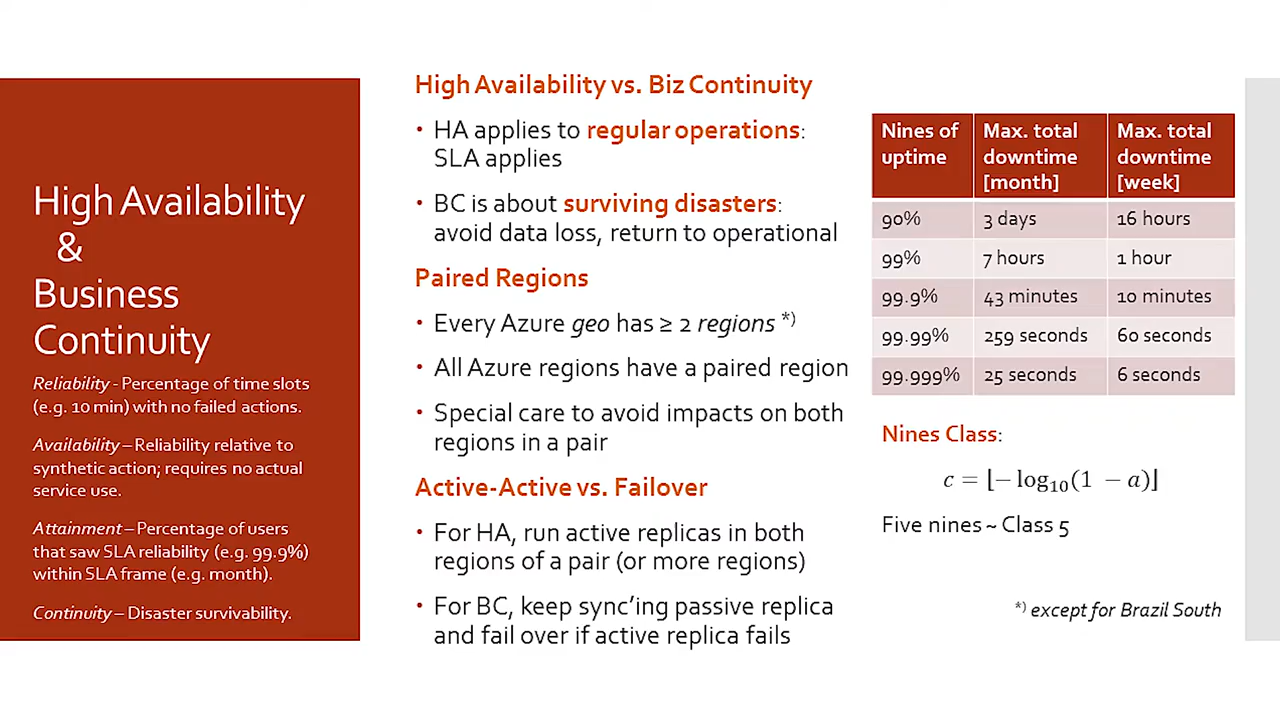 High Availability
&
Business
Continuity
Reliability - Percentage of time slots
(e.g. 10 min) with no failed actions.
Availability – Reliability relative to
synthetic action; requires no actual
service use.
Attainment – Percentage of users
that saw SLA reliability (e.g. 99.9%)
within SLA frame (e.g. month).
Continuity – Disaster survivability.
High Availability vs. Biz Continuity
• HA applies to regular operations:
SLA applies
• BC is about surviving disasters:
avoid data loss, return to operational
Paired Regions
• Every Azure geo has ≥ 2 regions *)
• All Azure regions have a paired region
• Special care to avoid impacts on both
regions in a pair
Active-Active vs. Failover
• For HA, run active replicas in both
regions of a pair (or more regions)
• For BC, keep sync’ing passive replica
and fail over if active replica fails
Nines of uptime | Max. total downtime [month] | Max. total downtime [week]
90% | 3 days | 16 hours
99% | 7 hours | 1 hour
99.9% | 43 minutes | 10 minutes
99.99% | 259 seconds | 60 seconds
99.999% | 25 seconds | 6 seconds
Nines Class:
c = ⌊− log₁₀(1 − a)⌋
Five nines ~ Class 5
*) except for Brazil South